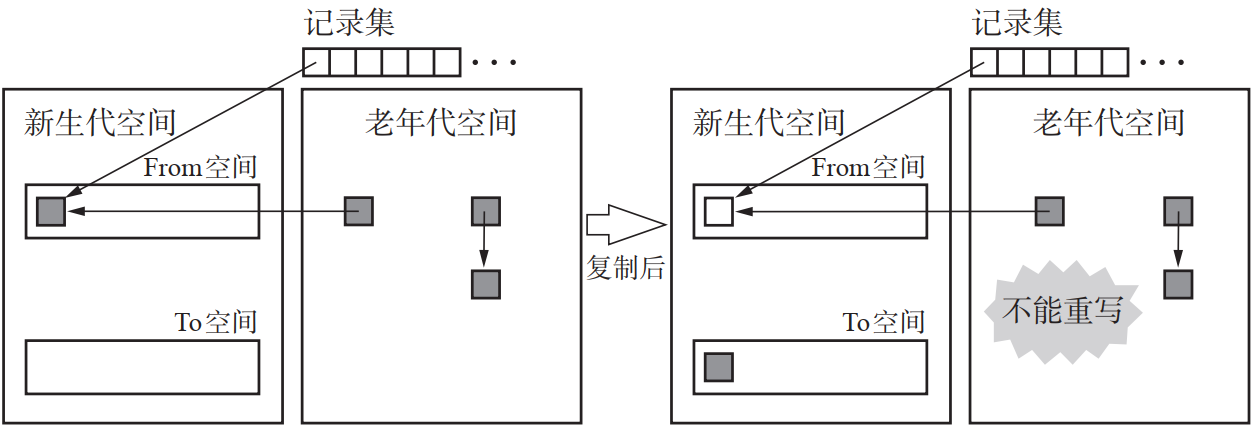 记录集
新生代空间
老年代空间
From空间
To空间
复制后
记录集
新生代空间
老年代空间
From空间
不能重写
To空间